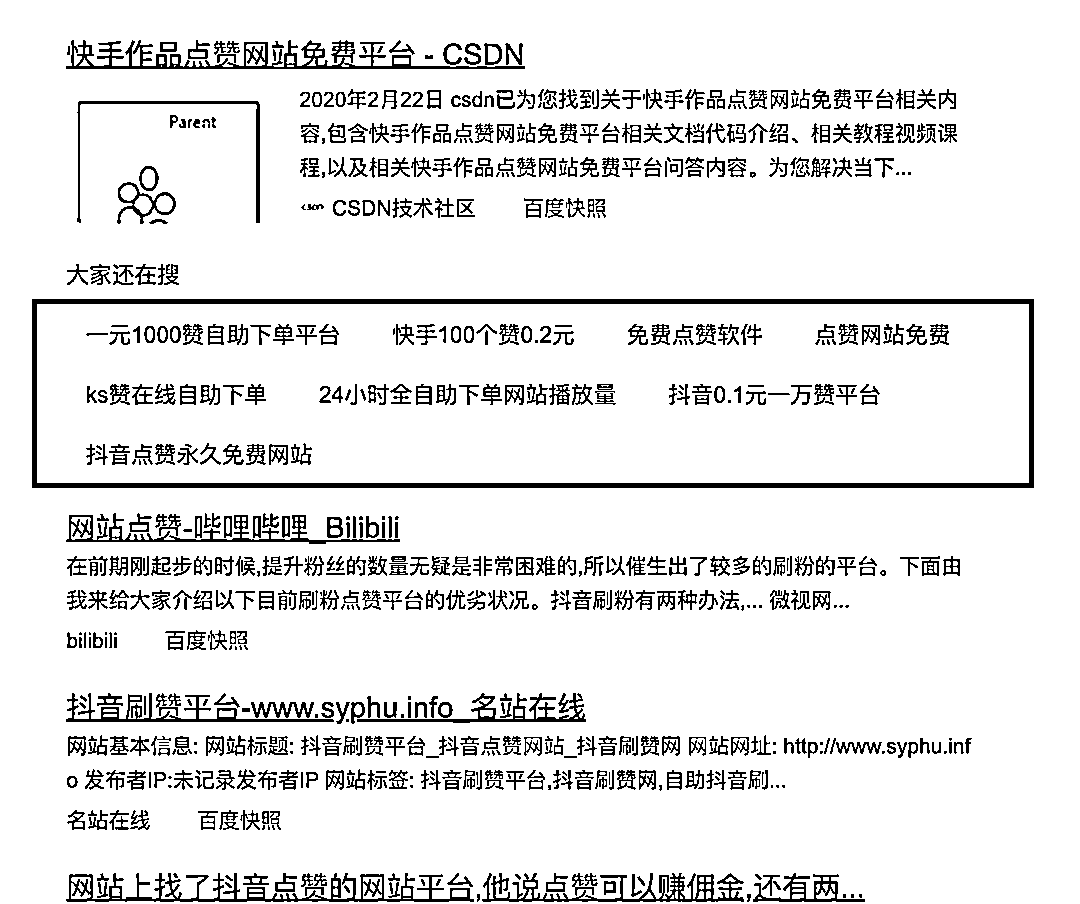 快手作品点赞网站免费平台 - CSDN
Parent
2020年2月22日 csdn已为您找到关于快手作品点赞网站免费平台相关内
容,包含快手作品点赞网站免费平台相关文档代码介绍、相关教程视频课
程,以及相关快手作品点赞网站免费平台问答内容。为您解决当下...
CSDN CSDN技术社区 百度快照
大家还在搜
一元1000赞自助下单平台 快手100个赞0.2元 免费点赞软件 点赞网站免费
ks赞在线自助下单 24小时全自助下单网站播放量 抖音0.1元一万赞平台
抖音点赞永久免费网站
网站点赞-哔哩哔哩_Bilibili
在前期刚起步的时候,提升粉丝的数量无疑是非常困难的,所以催生出了较多的刷粉的平台。下面由
我来给大家介绍以下目前刷粉点赞平台的优劣状况。抖音刷粉有两种办法,... 微视网...
bilibili 百度快照
抖音刷赞平台-www.syphu.info_名站在线
网站基本信息: 网站标题: 抖音刷赞平台_抖音点赞网站_抖音刷赞网 网站网址: http://www.syphu.inf
o 发布者IP:未记录发布者IP 网站标签: 抖音刷赞平台,抖音刷赞网,自助抖音刷...
名站在线 百度快照
网站上找了抖音点赞的网站平台,他说点赞可以赚佣金,还有两...